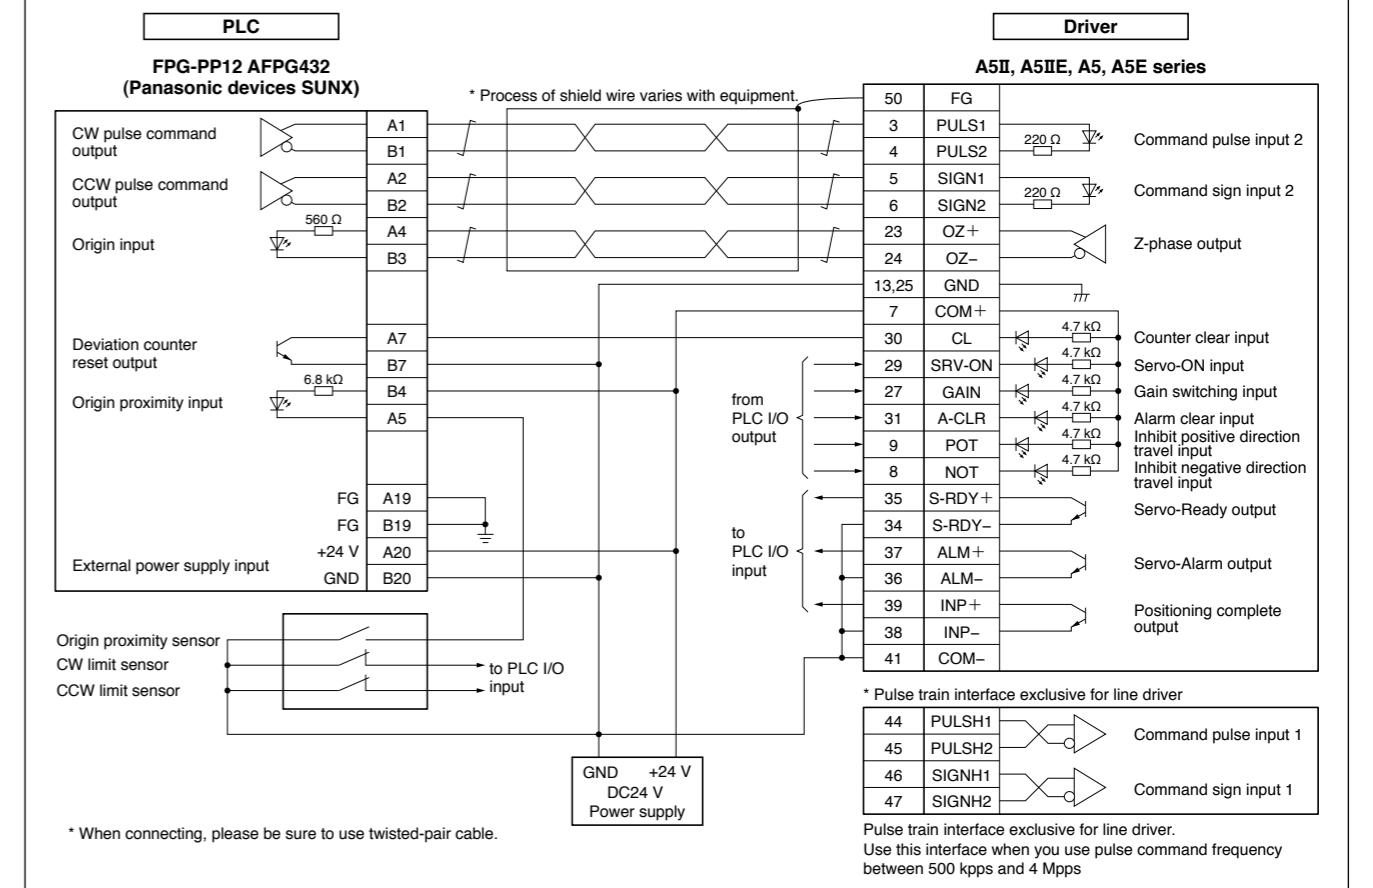 PLC
Driver
FPG-PP12 AFPG432
(Panasonic devices SUNX)
A5II, A5IIE, A5, A5E series
* Process of shield wire varies with equipment.
CW pulse command
output
A1
B1
CCW pulse command
output
A2
B2
Origin input
560 Ω
A4
B3
Deviation counter
reset output
A7
B7
Origin proximity input
6.8 kΩ
B4
A5
FG A19
FG B19
External power supply input
+24 V A20
GND B20
50 FG
3 PULS1
4 PULS2
220 Ω
Command pulse input 2
5 SIGN1
6 SIGN2
220 Ω
Command sign input 2
23 OZ+
24 OZ−
Z-phase output
13,25 GND
7 COM+
30 CL 4.7 kΩ Counter clear input
29 SRV-ON 4.7 kΩ Servo-ON input
27 GAIN 4.7 kΩ Gain switching input
31 A-CLR 4.7 kΩ Alarm clear input
9 POT 4.7 kΩ Inhibit positive direction
travel input
8 NOT 4.7 kΩ Inhibit negative direction
travel input
from
PLC I/O
output
35 S-RDY+
34 S-RDY−
Servo-Ready output
37 ALM+
36 ALM−
Servo-Alarm output
39 INP+
38 INP−
Positioning complete
output
41 COM−
to
PLC I/O
input
Origin proximity sensor
CW limit sensor
CCW limit sensor
to PLC I/O
input
GND +24 V
DC24 V
Power supply
* When connecting, please be sure to use twisted-pair cable.
* Pulse train interface exclusive for line driver
44 PULSH1
45 PULSH2
Command pulse input 1
46 SIGNH1
47 SIGNH2
Command sign input 1
Pulse train interface exclusive for line driver.
Use this interface when you use pulse command frequency
between 500 kpps and 4 Mpps